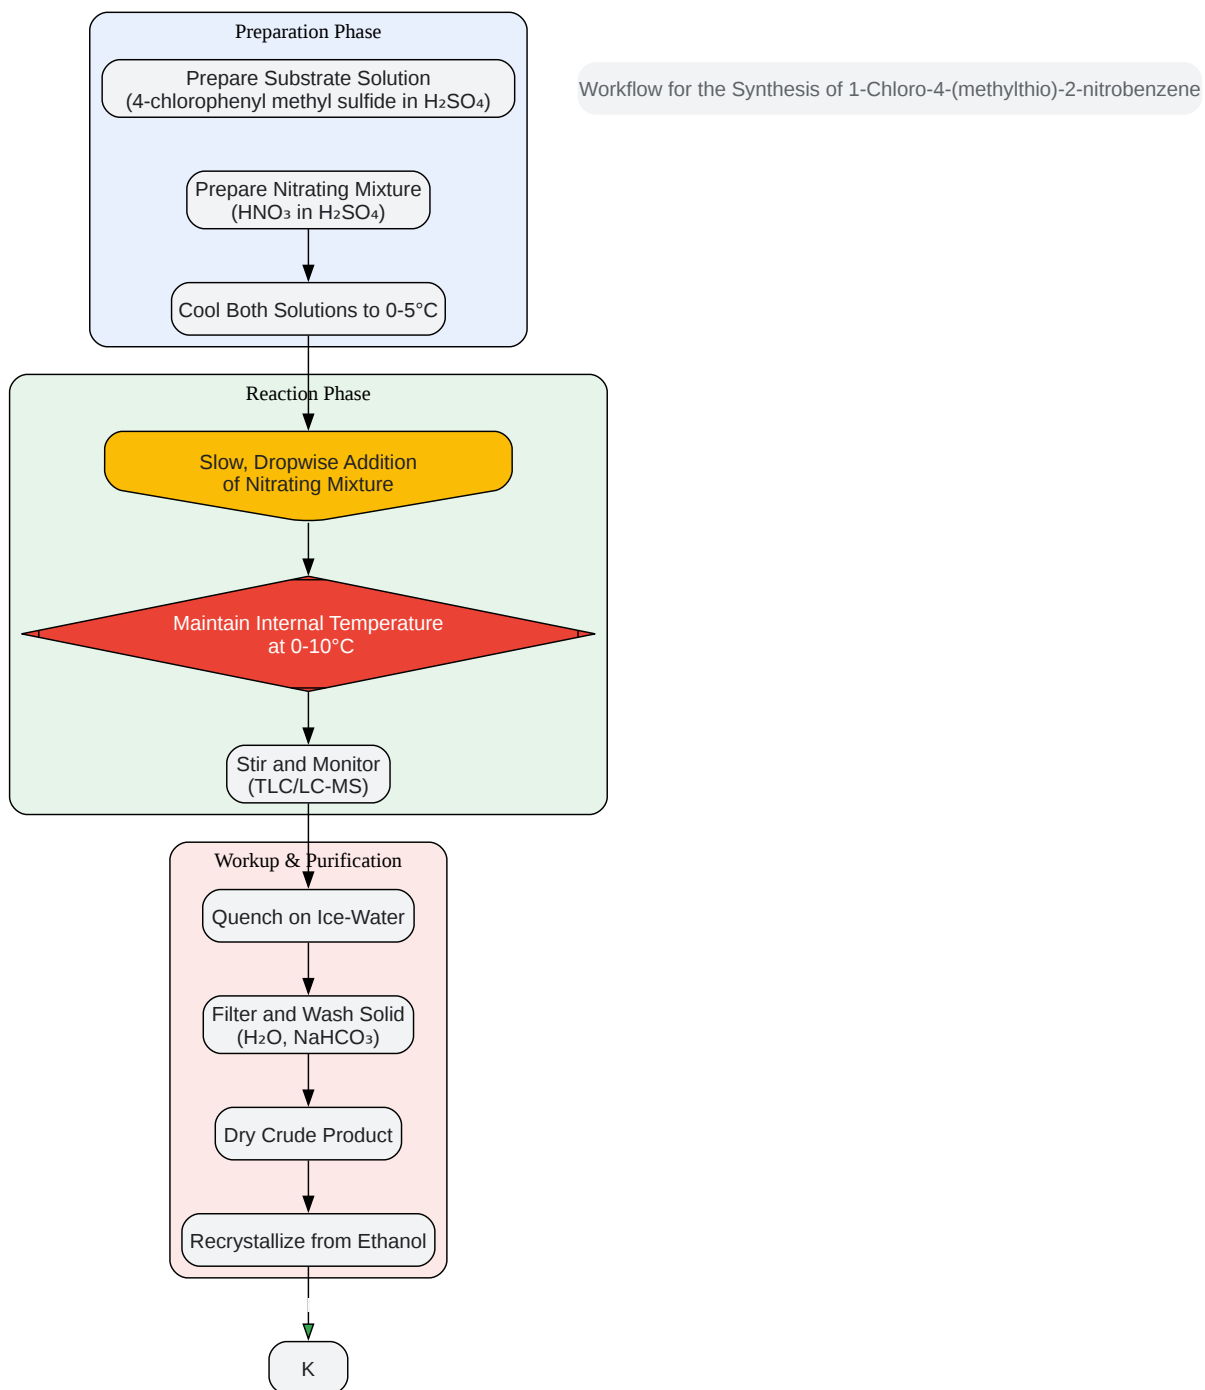 Preparation Phase
Prepare Substrate Solution
(4-chlorophenyl methyl sulfide in H₂SO₄)
Workflow for the Synthesis of 1-Chloro-4-(methylthio)-2-nitrobenzene
Prepare Nitrating Mixture
(HNO₃ in H₂SO₄)
Cool Both Solutions to 0-5°C
Reaction Phase
Slow, Dropwise Addition
of Nitrating Mixture
Maintain Internal Temperature
at 0-10°C
Stir and Monitor
(TLC/LC-MS)
Workup & Purification
Quench on Ice-Water
Filter and Wash Solid
(H₂O, NaHCO₃)
Dry Crude Product
Recrystallize from Ethanol
K